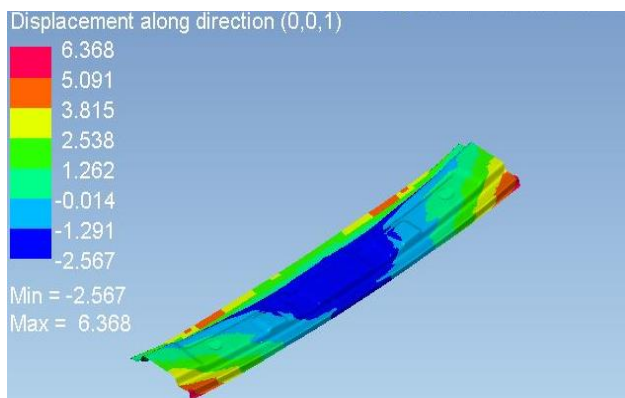 Displacement along direction (0,0,1)
6.368
5.091
3.815
2.538
1.262
-0.014
-1.291
-2.567
Min = -2.567
Max = 6.368